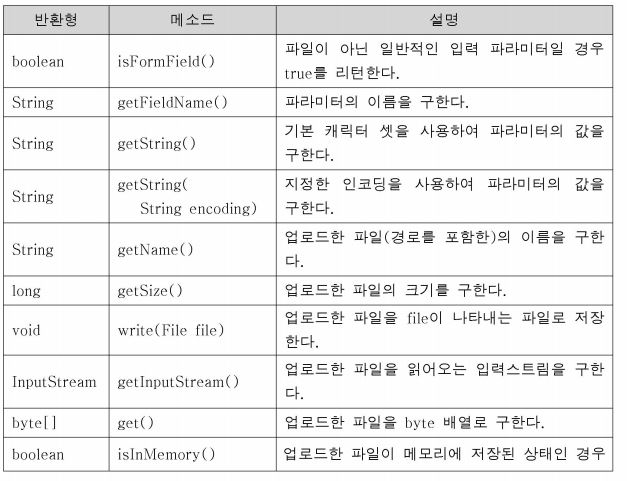 반환형 메소드 설명
boolean isFormField() 파일이 아닌 일반적인 입력 파라미터일 경우
true를 리턴한다.
String getFieldName() 파라미터의 이름을 구한다.
String getString() 기본 캐릭터 셋을 사용하여 파라미터의 값을
구한다.
String getString( 지정한 인코딩을 사용하여 파라미터의 값을
String encoding) 구한다.
String getName() 업로드한 파일(경로를 포함한)의 이름을 구한
다.
long getSize() 업로드한 파일의 크기를 구한다.
void write(File file) 업로드한 파일을 file이 나타내는 파일로 저장
한다.
InputStream getInputStream() 업로드한 파일을 읽어오는 입력스트림을 구한
다.
byte[] get() 업로드한 파일을 byte 배열로 구한다.
boolean isInMemory() 업로드한 파일이 메모리에 저장된 상태인 경우